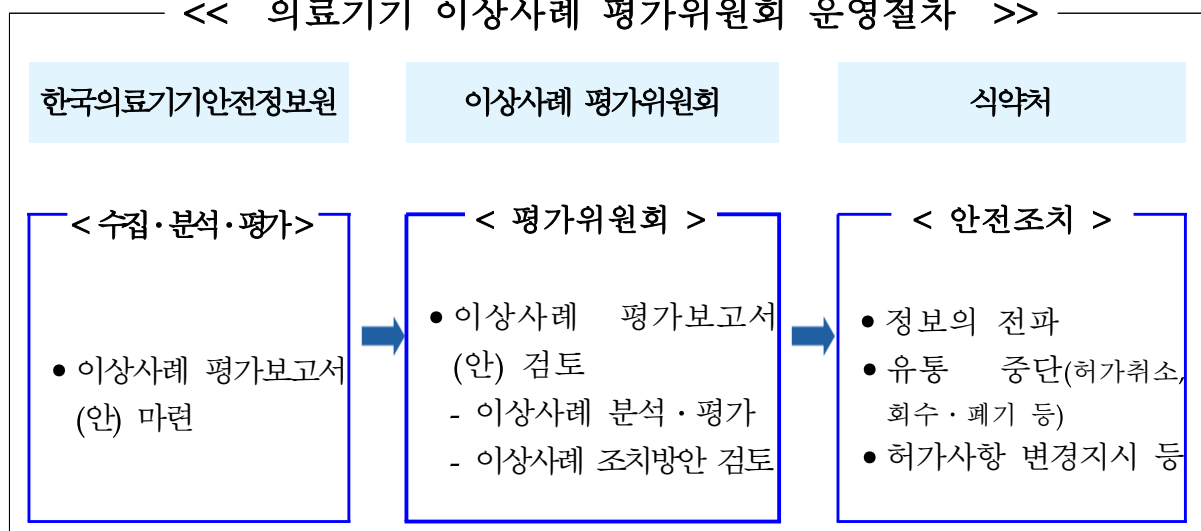 << 의료기기 이상사례 평가위원회 운영절차 >>
한국의료기기안전정보원
이상사례 평가위원회
식약처
< 수집·분석·평가 >
• 이상사례 평가보고서
(안) 마련
< 평가위원회 >
• 이상사례 평가보고서
(안) 검토
- 이상사례 분석·평가
- 이상사례 조치방안 검토
< 안전조치 >
• 정보의 전파
• 유통 중단(허가취소,
회수·폐기 등)
• 허가사항 변경지시 등